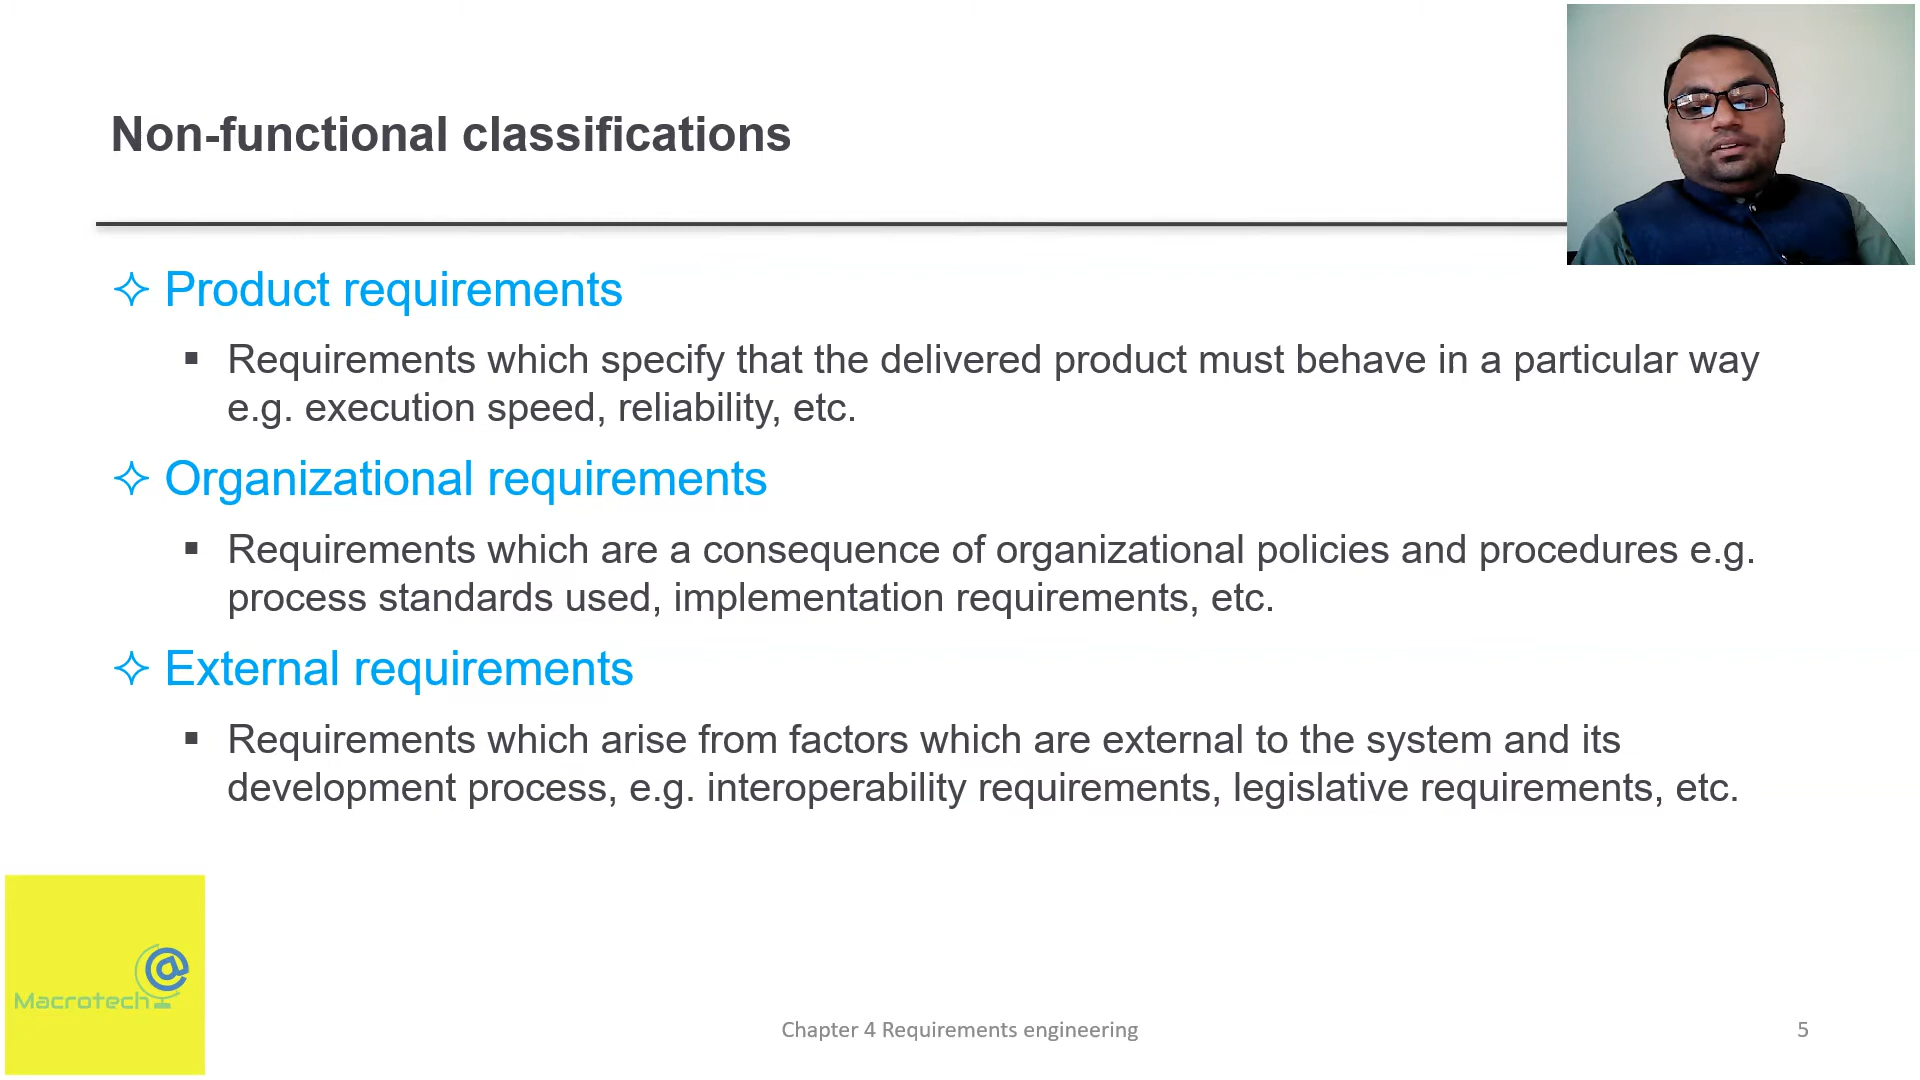 Non-functional classifications
Product requirements
Requirements which specify that the delivered product must behave in a particular way
e.g. execution speed, reliability, etc.
Organizational requirements
Requirements which are a consequence of organizational policies and procedures e.g.
process standards used, implementation requirements, etc.
External requirements
Requirements which arise from factors which are external to the system and its
development process, e.g. interoperability requirements, legislative requirements, etc.
@
Macrotech
Chapter 4 Requirements engineering
5